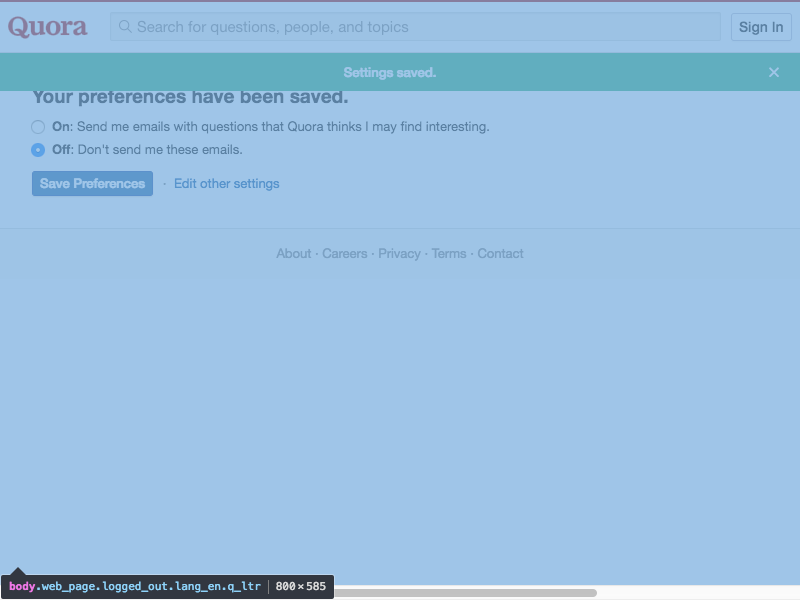 Quora Search for questions, people, and topics Sign In
Settings saved. ×
Your preferences have been saved.
On: Send me emails with questions that Quora thinks I may find interesting.
Off: Don't send me these emails.
Save Preferences · Edit other settings
About · Careers · Privacy · Terms · Contact
body.web_page.logged_out.lang_en.q_ltr | 800×585